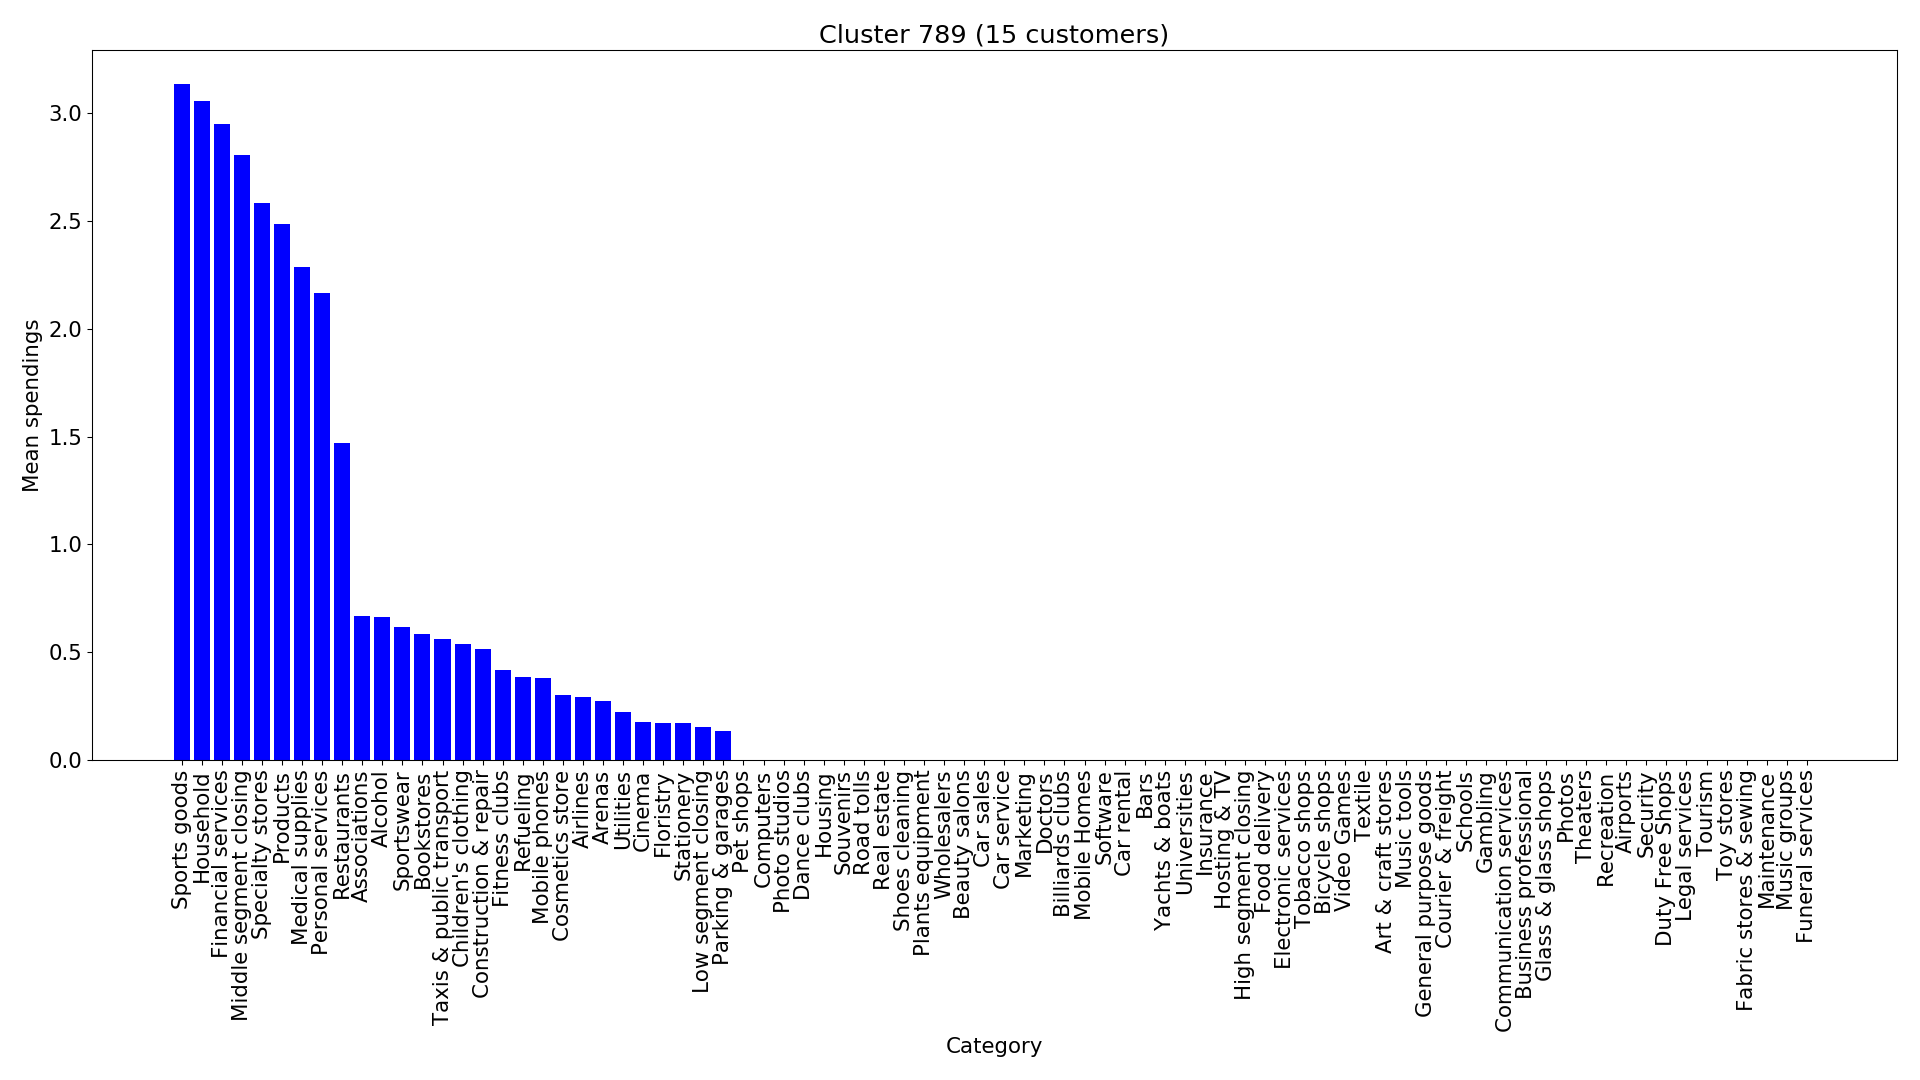 Cluster 789 (15 customers)
Mean spendings
3.0
2.5
2.0
1.5
1.0
0.5
0.0
Sports goods
Household
Financial services
Middle segment closing
Specialty stores
Products
Medical supplies
Personal services
Restaurants
Associations
Alcohol
Sportswear
Bookstores
Taxis & public transport
Children's clothing
Construction & repair
Fitness clubs
Refueling
Mobile phones
Cosmetics store
Airlines
Arenas
Utilities
Cinema
Floristry
Stationery
Low segment closing
Parking & garages
Pet shops
Computers
Photo studios
Dance clubs
Housing
Souvenirs
Road tolls
Real estate
Shoes cleaning
Plants equipment
Wholesalers
Beauty salons
Car sales
Car service
Marketing
Doctors
Billiards clubs
Mobile Homes
Software
Car rental
Bars
Yachts & boats
Universities
Insurance
Hosting & TV
High segment closing
Food delivery
Electronic services
Tobacco shops
Bicycle shops
Video Games
Textile
Art & craft stores
Music tools
General purpose goods
Courier & freight
Schools
Gambling
Communication services
Business professional
Glass & glass shops
Photos
Theaters
Recreation
Airports
Security
Duty Free Shops
Legal services
Tourism
Toy stores
Fabric stores & sewing
Maintenance
Music groups
Funeral services
Category